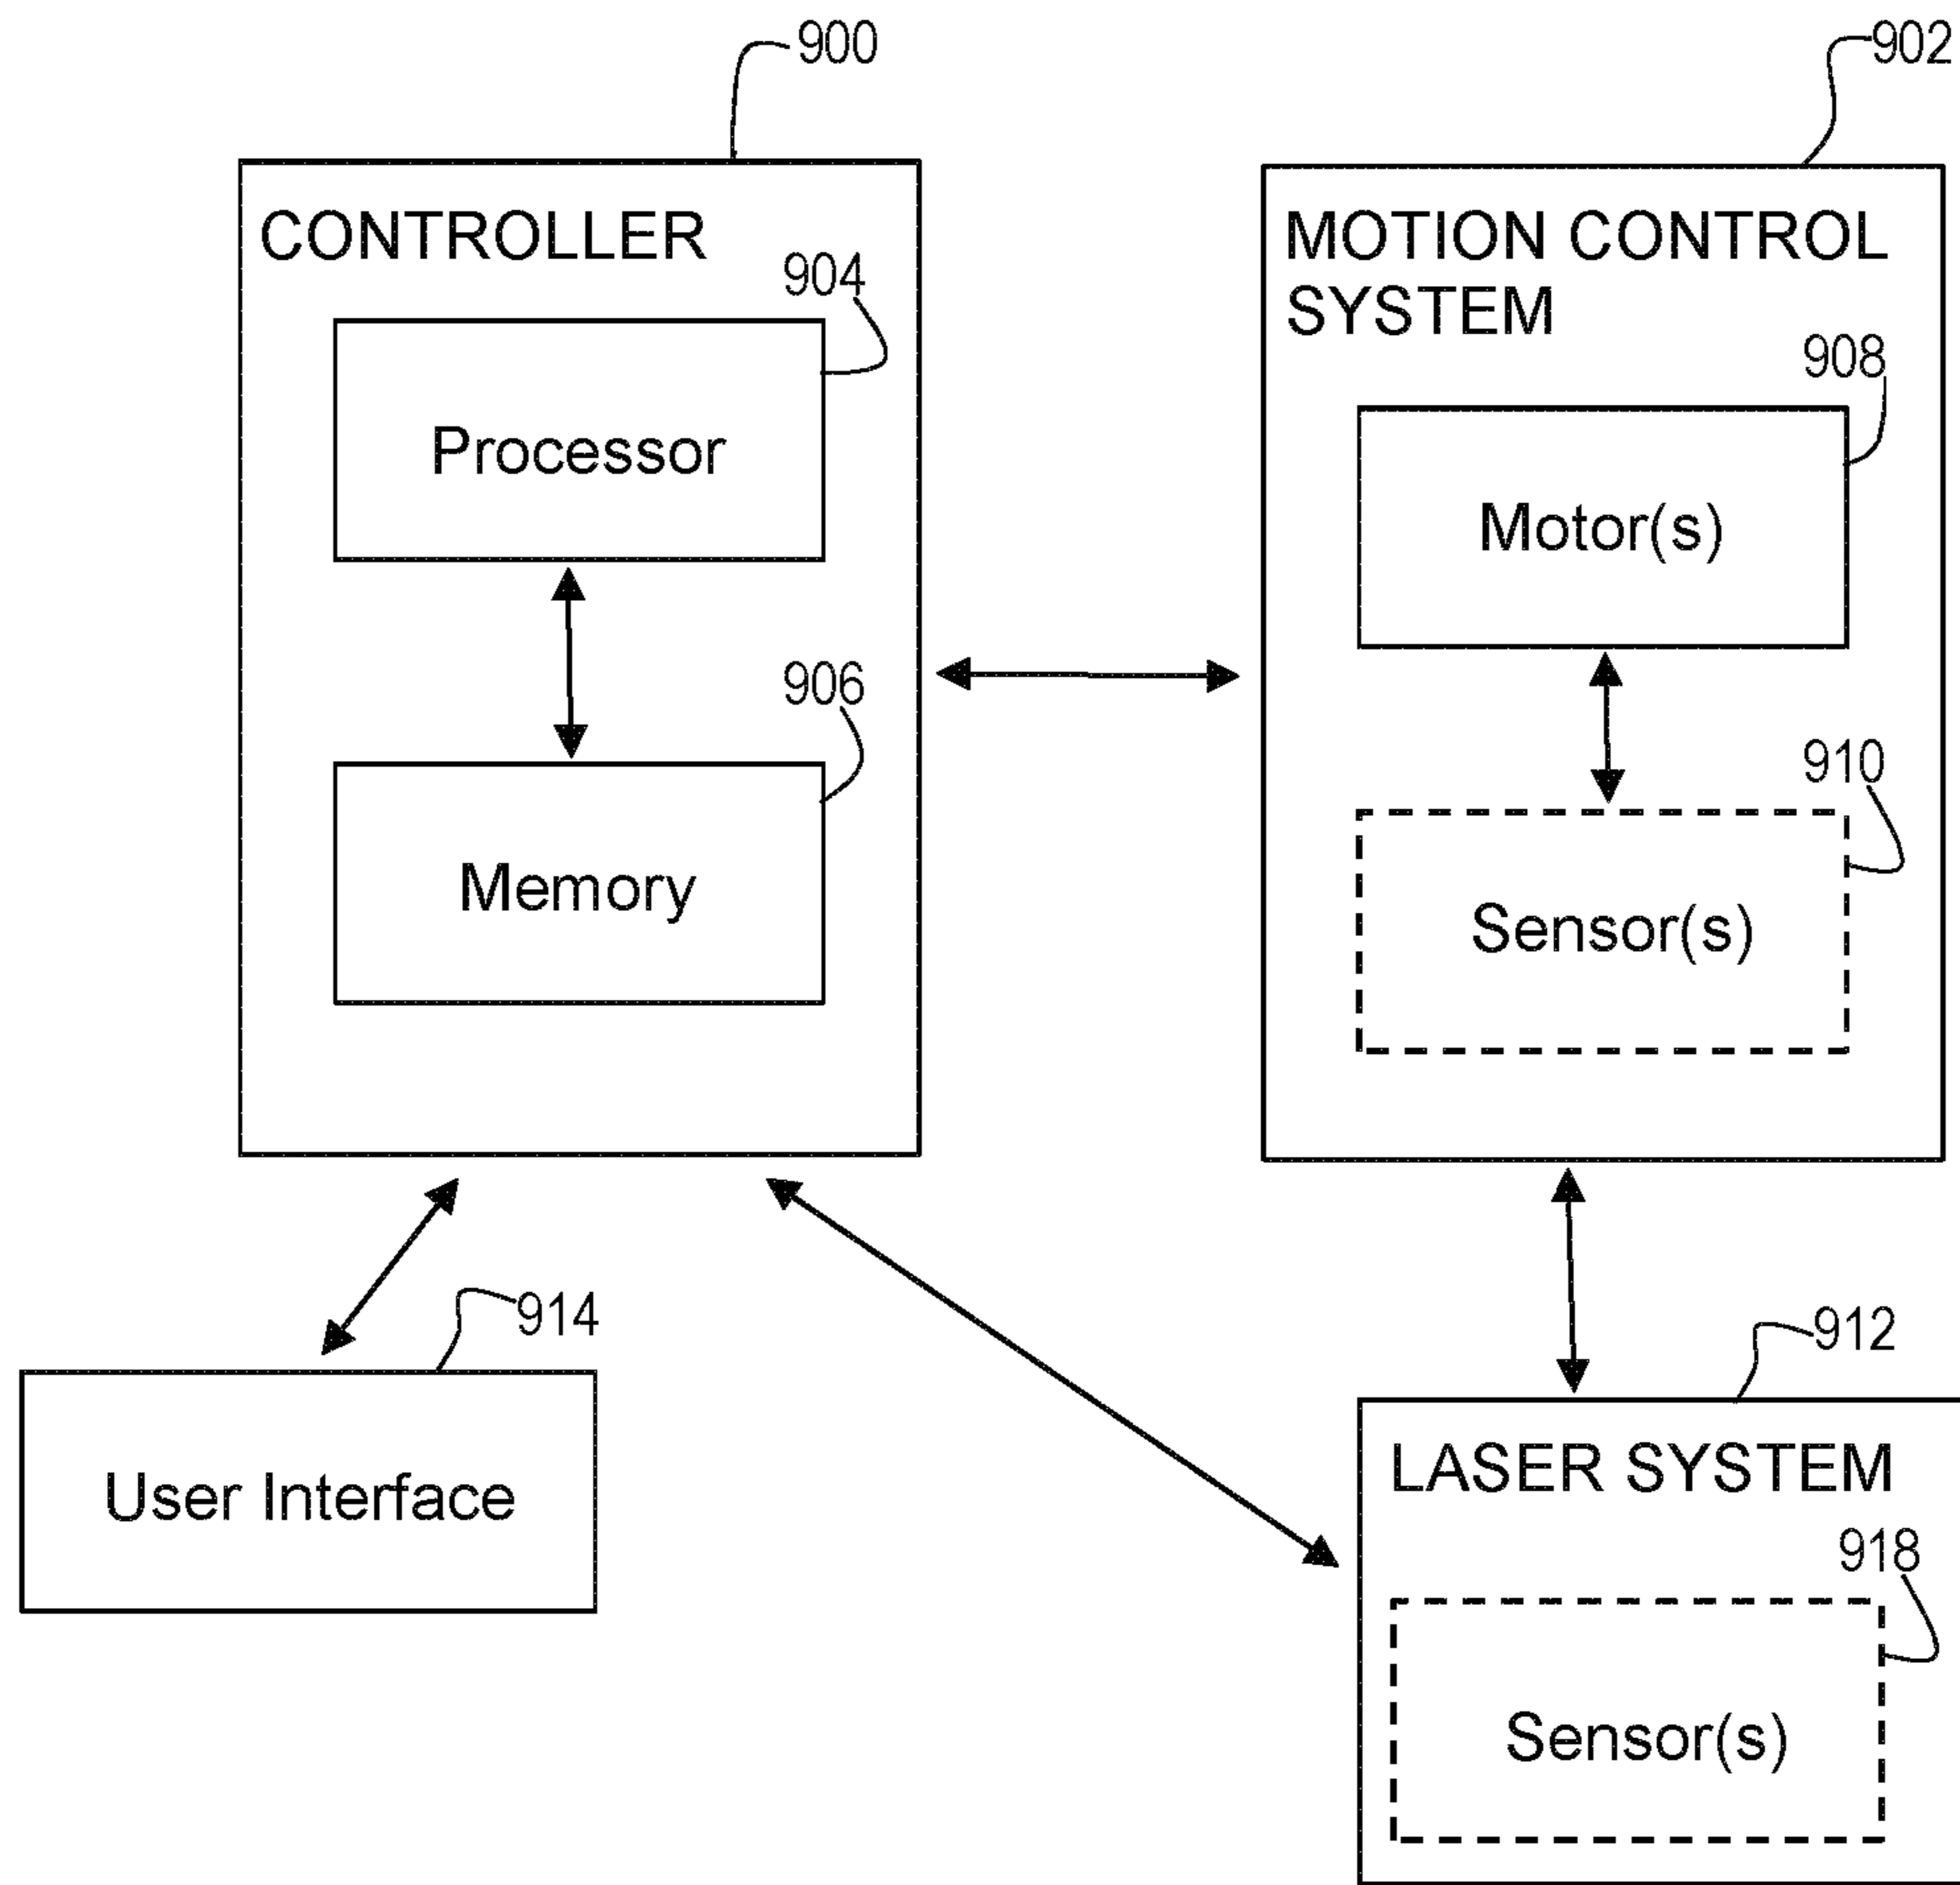 900
902
CONTROLLER
904
Processor
906
Memory
MOTION CONTROL
SYSTEM
908
Motor(s)
910
Sensor(s)
914
User Interface
912
LASER SYSTEM
918
Sensor(s)